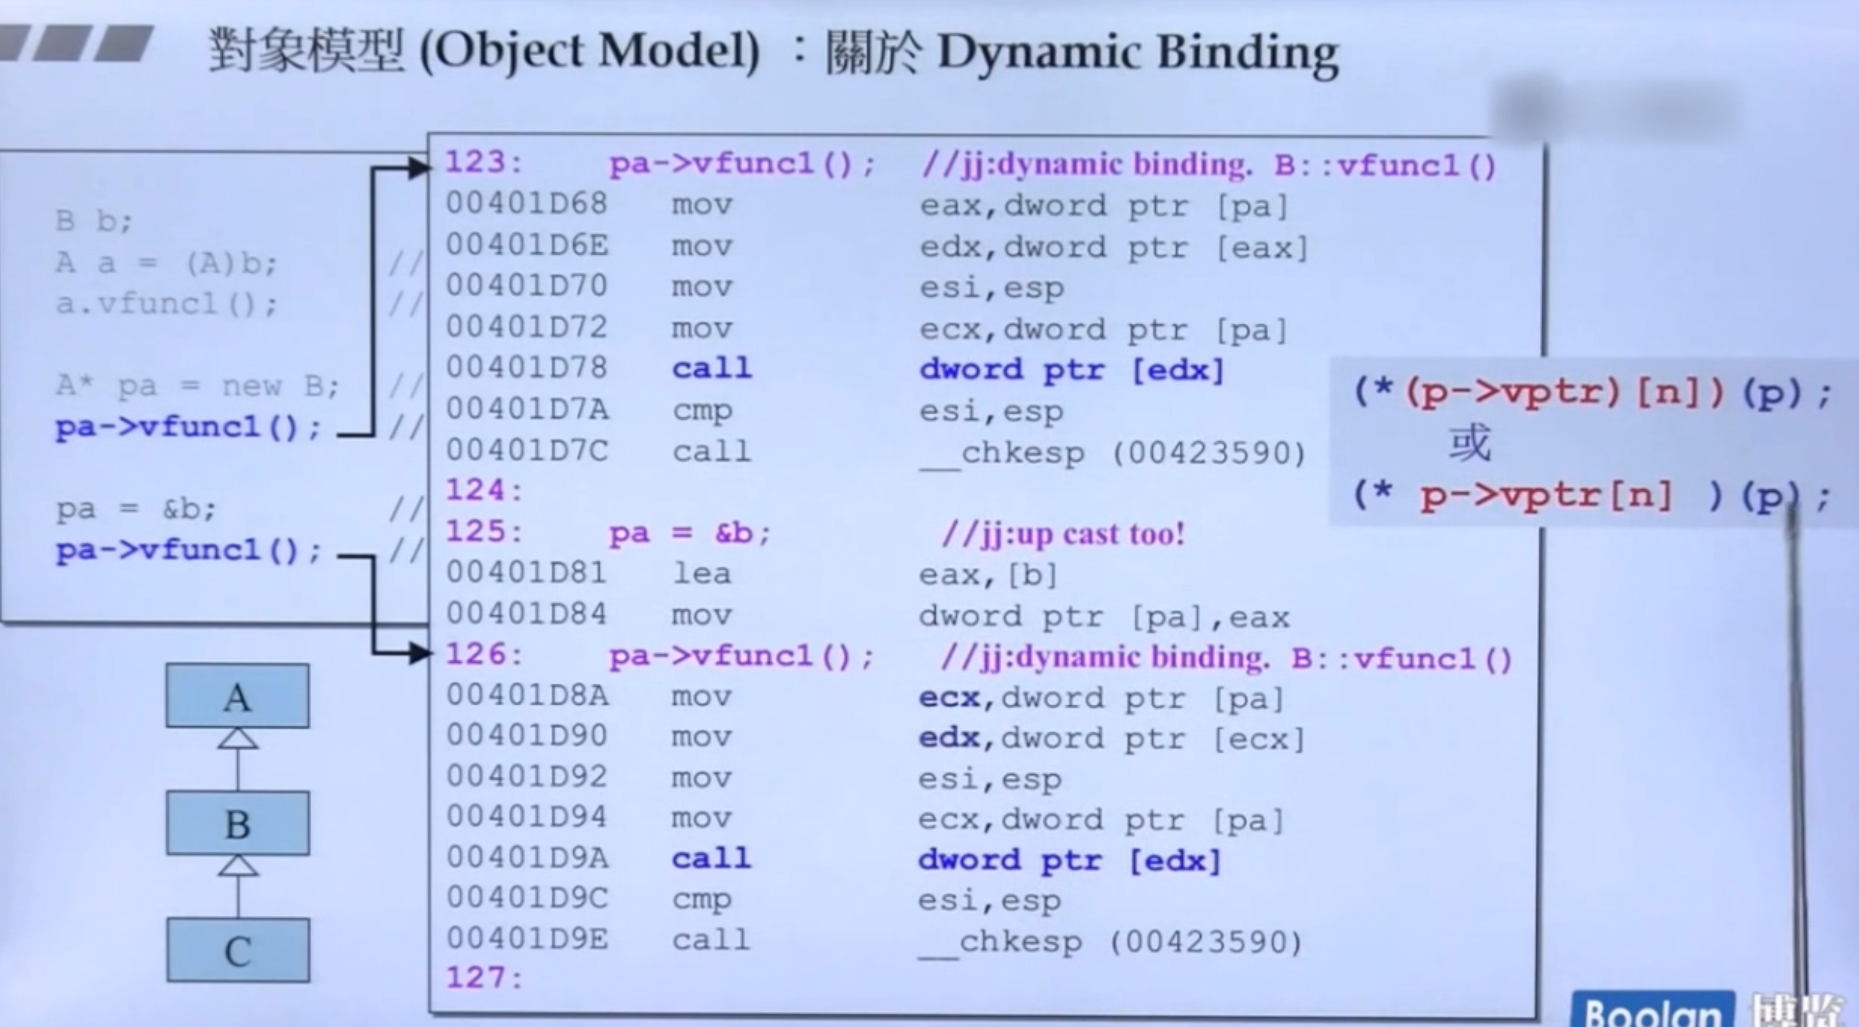 對象模型 (Object Model) ：關於 Dynamic Binding
B b;
A a = (A)b; //
a.vfunc1(); //
A* pa = new B; //
pa->vfunc1(); //
pa = &b; //
pa->vfunc1(); //
123: pa->vfunc1(); //jj:dynamic binding. B::vfunc1()
00401D68 mov eax,dword ptr [pa]
00401D6E mov edx,dword ptr [eax]
00401D70 mov esi,esp
00401D72 mov ecx,dword ptr [pa]
00401D78 call dword ptr [edx]
00401D7A cmp esi,esp
00401D7C call __chkesp (00423590)
124:
125: pa = &b; //jj:up cast too!
00401D81 lea eax,[b]
00401D84 mov dword ptr [pa],eax
126: pa->vfunc1(); //jj:dynamic binding. B::vfunc1()
00401D8A mov ecx,dword ptr [pa]
00401D90 mov edx,dword ptr [ecx]
00401D92 mov esi,esp
00401D94 mov ecx,dword ptr [pa]
00401D9A call dword ptr [edx]
00401D9C cmp esi,esp
00401D9E call __chkesp (00423590)
127:
(*(p->vptr)[n])(p);
或
(* p->vptr[n] )(p);
A
B
C
Boolan 博览